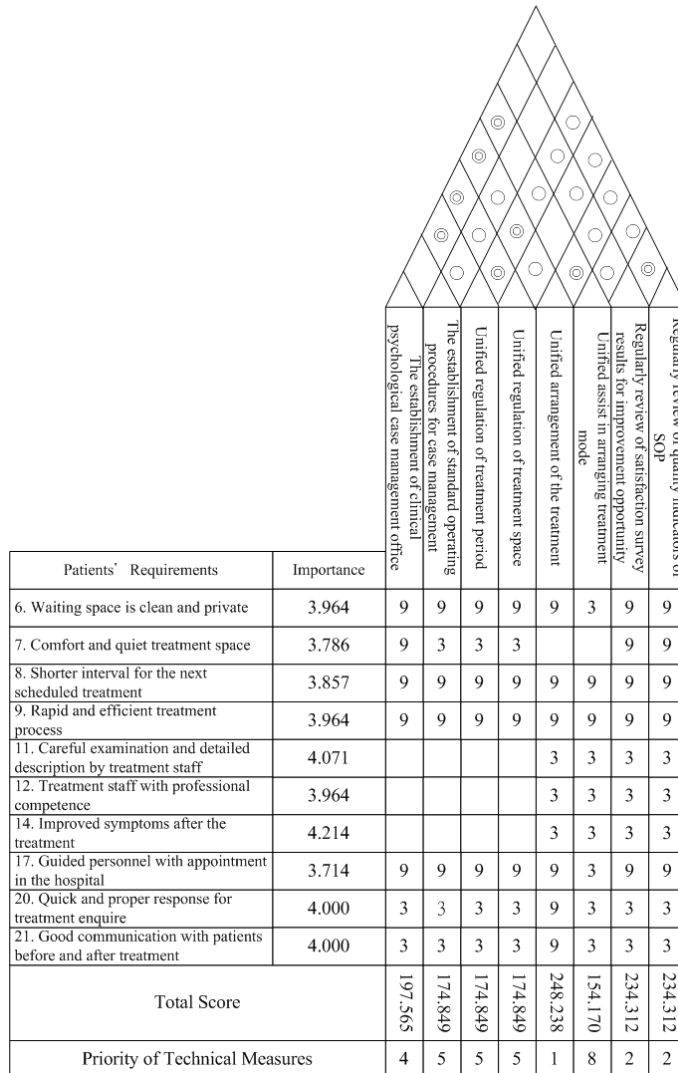 The establishment of clinical
psychological case management office
The establishment of standard operating
procedures for case management
Unified regulation of treatment period
Unified regulation of treatment space
Unified arrangement of the treatment
Unified assist in arranging treatment
mode
Regularly review of satisfaction survey
results for improvement opportunity
Regularly review of quality indicators of
SOP
Patients' Requirements Importance
6. Waiting space is clean and private 3.964 9 9 9 9 9 3 9 9
7. Comfort and quiet treatment space 3.786 9 3 3 3 9 9
8. Shorter interval for the next
scheduled treatment 3.857 9 9 9 9 9 9 9 9
9. Rapid and efficient treatment
process 3.964 9 9 9 9 9 9 9 9
11. Careful examination and detailed
description by treatment staff 4.071 3 3 3 3
12. Treatment staff with professional
competence 3.964 3 3 3 3
14. Improved symptoms after the
treatment 4.214 3 3 3 3
17. Guided personnel with appointment
in the hospital 3.714 9 9 9 9 9 3 9 9
20. Quick and proper response for
treatment enquire 4.000 3 3 3 3 9 3 3 3
21. Good communication with patients
before and after treatment 4.000 3 3 3 3 9 3 3 3
Total Score 197.565 174.849 174.849 174.849 248.238 154.170 234.312 234.312
Priority of Technical Measures 4 5 5 5 1 8 2 2